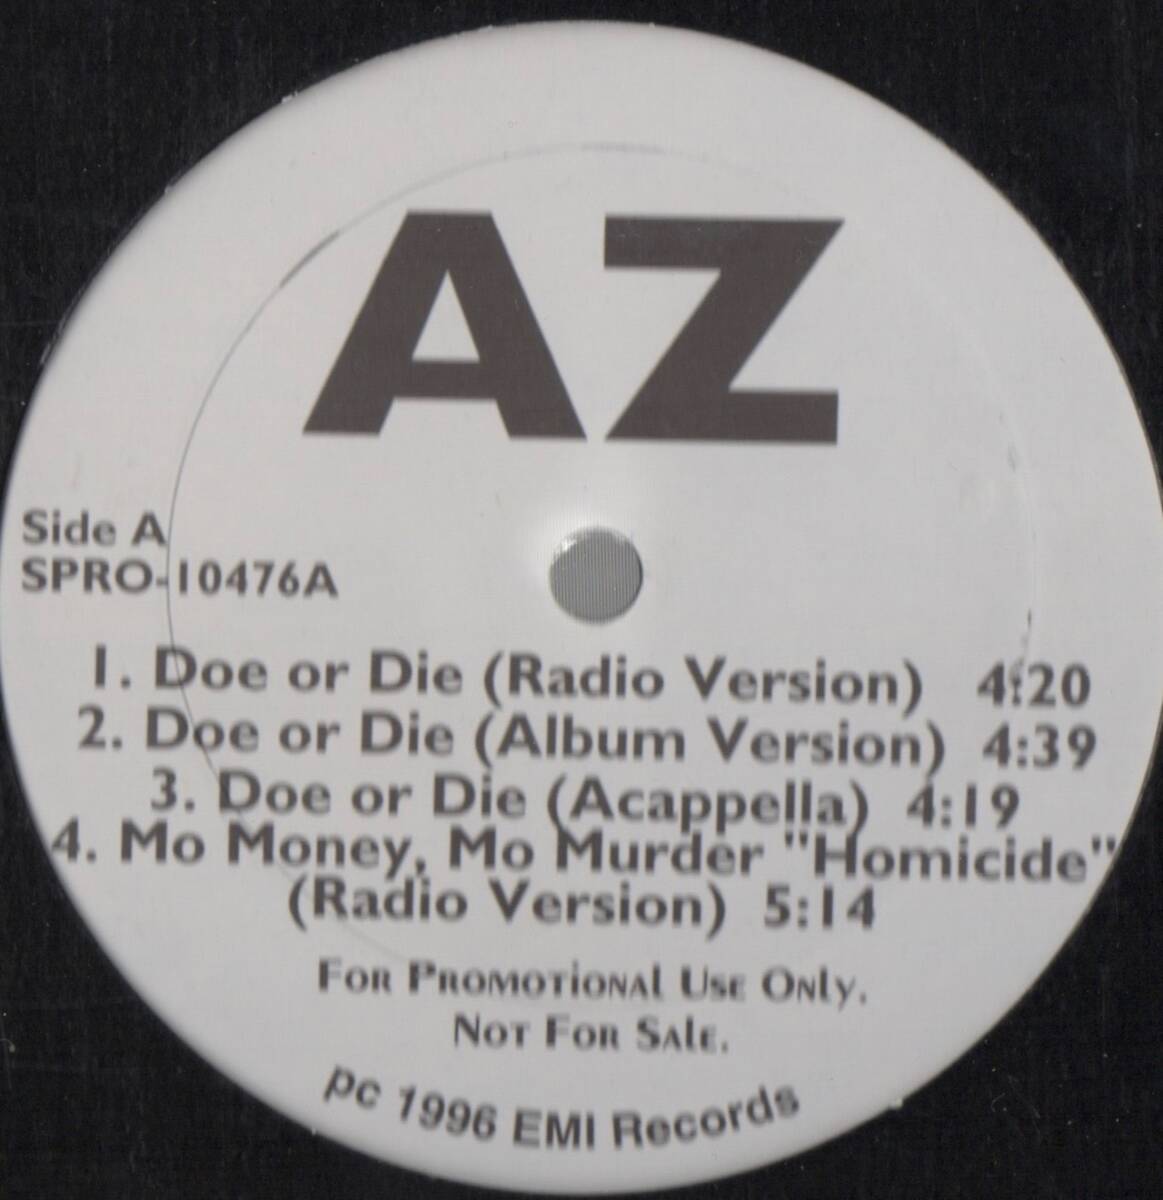 AZ
Side A
SPRO-10476A
1. Doe or Die (Radio Version) 4:20
2. Doe or Die (Album Version) 4:39
3. Doe or Die (Acappella) 4:19
4. Mo Money, Mo Murder "Homicide"
(Radio Version) 5:14
For Promotional Use Only.
Not For Sale.
pc 1996 EMI Records